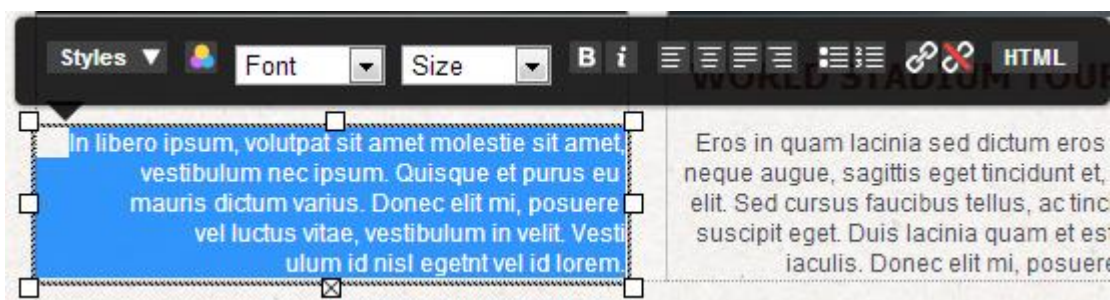 Styles ▼ Font Size B i HTML
WORLD STADIUM TOUR
In libero ipsum, volutpat sit amet molestie sit amet,
vestibulum nec ipsum. Quisque et purus eu
mauris dictum varius. Donec elit mi, posuere
vel luctus vitae, vestibulum in velit. Vesti
ulum id nisl egetnt vel id lorem.
Eros in quam lacinia sed dictum eros
neque augue, sagittis eget tincidunt et,
elit. Sed cursus faucibus tellus, ac tinc
suscipit eget. Duis lacinia quam et est
iaculis. Donec elit mi, posuere